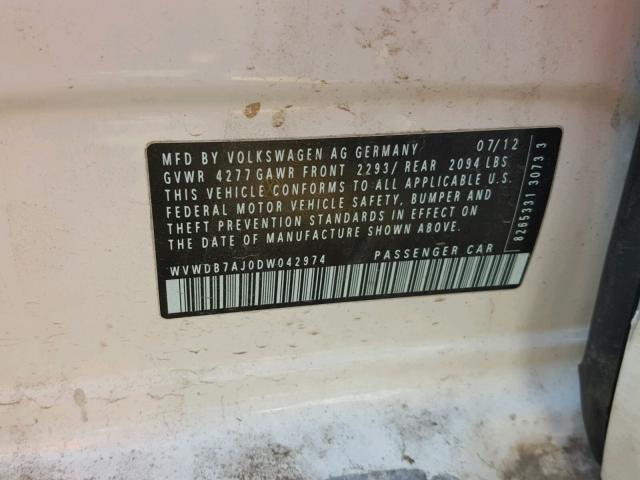 MFD BY VOLKSWAGEN AG GERMANY 07/12
GVWR 4277 GAWR FRONT 2293/ REAR 2094 LBS
THIS VEHICLE CONFORMS TO ALL APPLICABLE U.S.
FEDERAL MOTOR VEHICLE SAFETY, BUMPER AND
THEFT PREVENTION STANDARDS IN EFFECT ON
THE DATE OF MANUFACTURE SHOWN ABOVE.
WVWDB7AJ0DW042974 PASSENGER CAR
8265331 3073 3